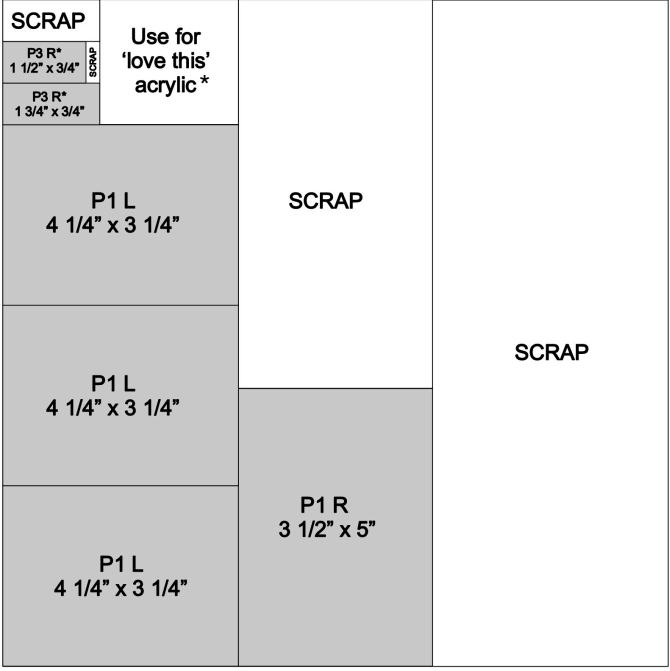 SCRAP
P3 R*
1 1/2” x 3/4”
SCRAP
P3 R*
1 3/4” x 3/4”
Use for
‘love this’
acrylic*
P1 L
4 1/4” x 3 1/4”
P1 L
4 1/4” x 3 1/4”
P1 L
4 1/4” x 3 1/4”
SCRAP
P1 R
3 1/2” x 5”
SCRAP